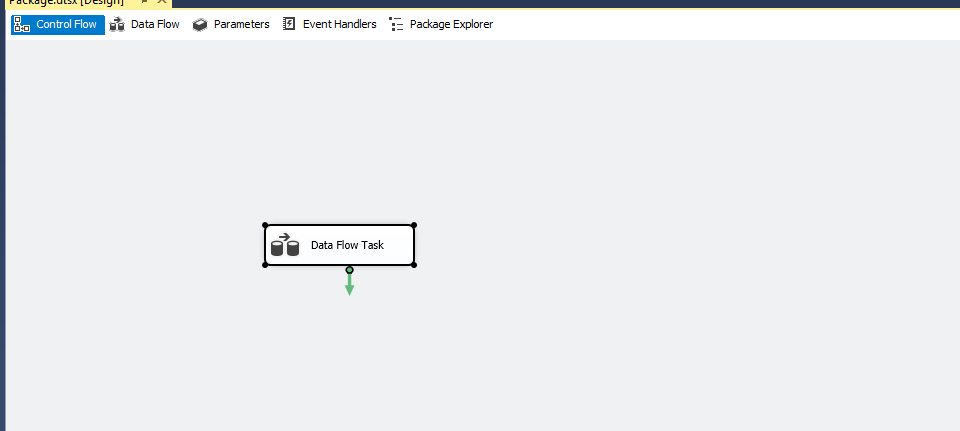 Package.dtsx [Design]
Control Flow Data Flow Parameters Event Handlers Package Explorer
Data Flow Task